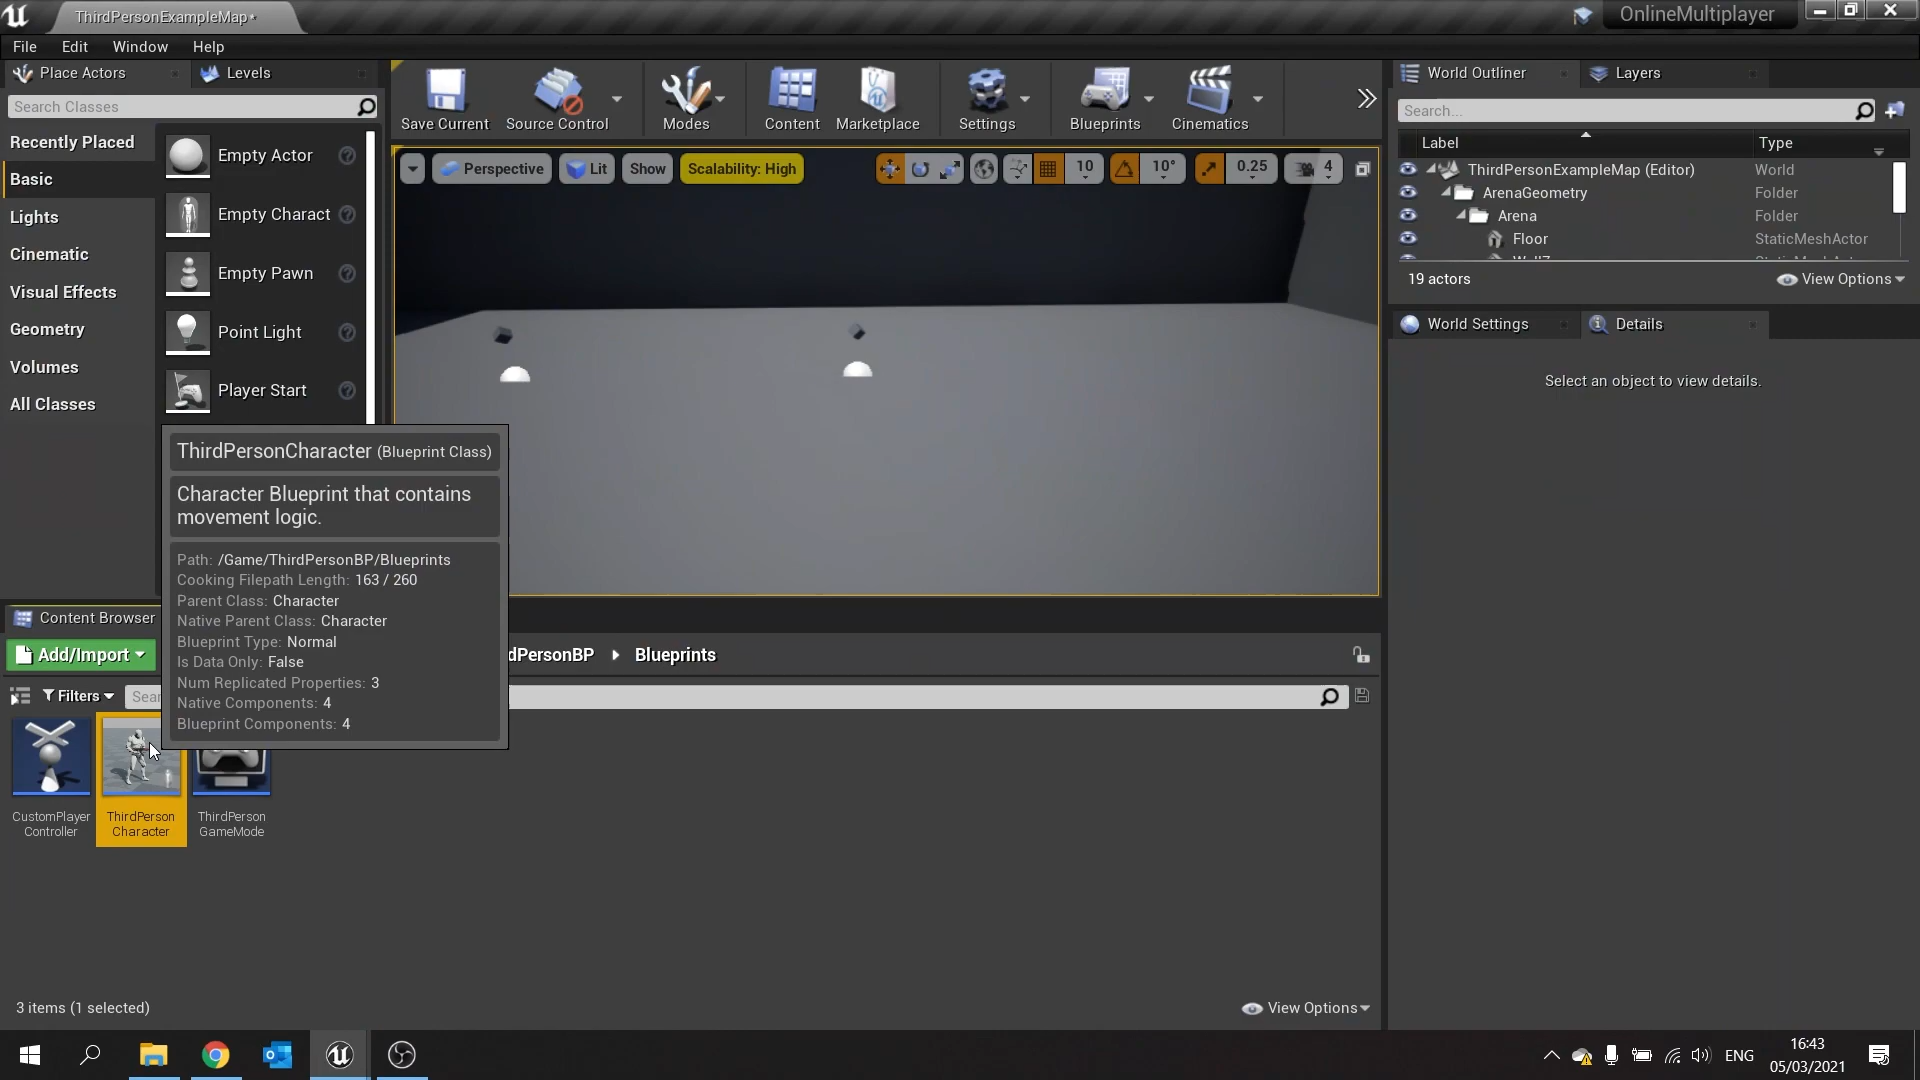 ThirdPersonExampleMap*
OnlineMultiplayer
File Edit Window Help
Place Actors
Levels
Search Classes
Recently Placed
Basic
Lights
Cinematic
Visual Effects
Geometry
Volumes
All Classes
Empty Actor
Empty Charact
Empty Pawn
Point Light
Player Start
Save Current
Source Control
Modes
Content
Marketplace
Settings
Blueprints
Cinematics
Perspective
Lit
Show
Scalability: High
10
10°
0.25
4
World Outliner
Layers
Search...
Label
Type
ThirdPersonExampleMap (Editor) World
ArenaGeometry Folder
Arena Folder
Floor StaticMeshActor
19 actors
View Options
World Settings
Details
Select an object to view details.
ThirdPersonCharacter (Blueprint Class)
Character Blueprint that contains
movement logic.
Path: /Game/ThirdPersonBP/Blueprints
Cooking Filepath Length: 163 / 260
Parent Class: Character
Native Parent Class: Character
Blueprint Type: Normal
Is Data Only: False
Num Replicated Properties: 3
Native Components: 4
Blueprint Components: 4
Content Browser
Add/Import
dPersonBP
Blueprints
Filters
Sear
CustomPlayer
Controller
ThirdPerson
Character
ThirdPerson
GameMode
3 items (1 selected)
View Options
ENG
16:43
05/03/2021